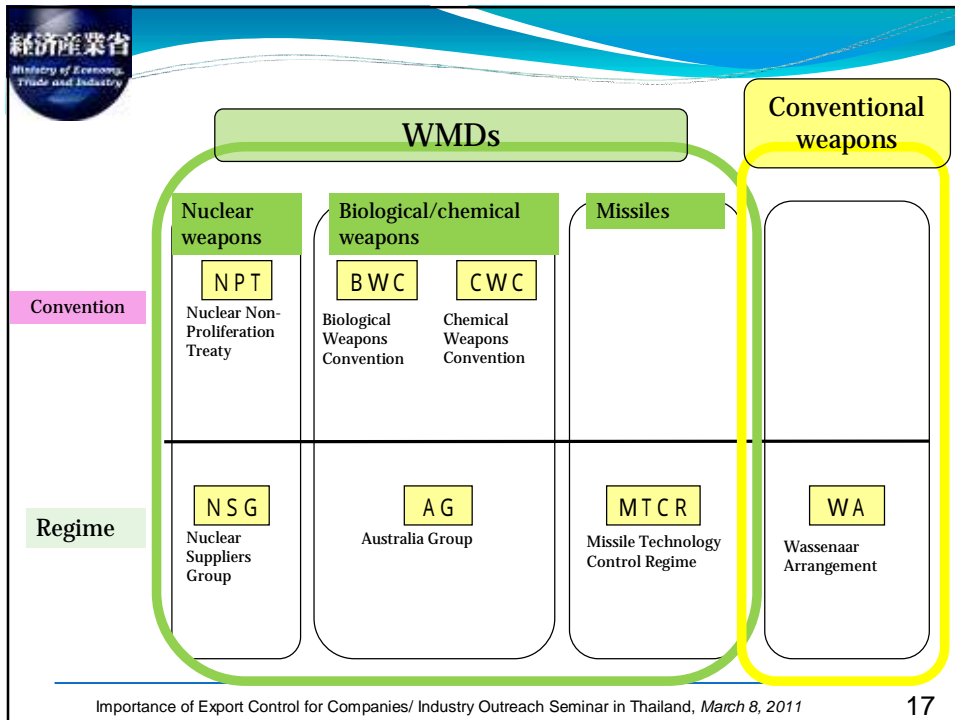 経済産業省
Ministry of Economy,
Trade and Industry
WMDs
Conventional
weapons
Nuclear
weapons
Biological/chemical
weapons
Missiles
Convention
NPT
Nuclear Non-
Proliferation
Treaty
BWC
Biological
Weapons
Convention
CWC
Chemical
Weapons
Convention
Regime
NSG
Nuclear
Suppliers
Group
AG
Australia Group
MTCR
Missile Technology
Control Regime
WA
Wassenaar
Arrangement
Importance of Export Control for Companies/ Industry Outreach Seminar in Thailand, March 8, 2011
17